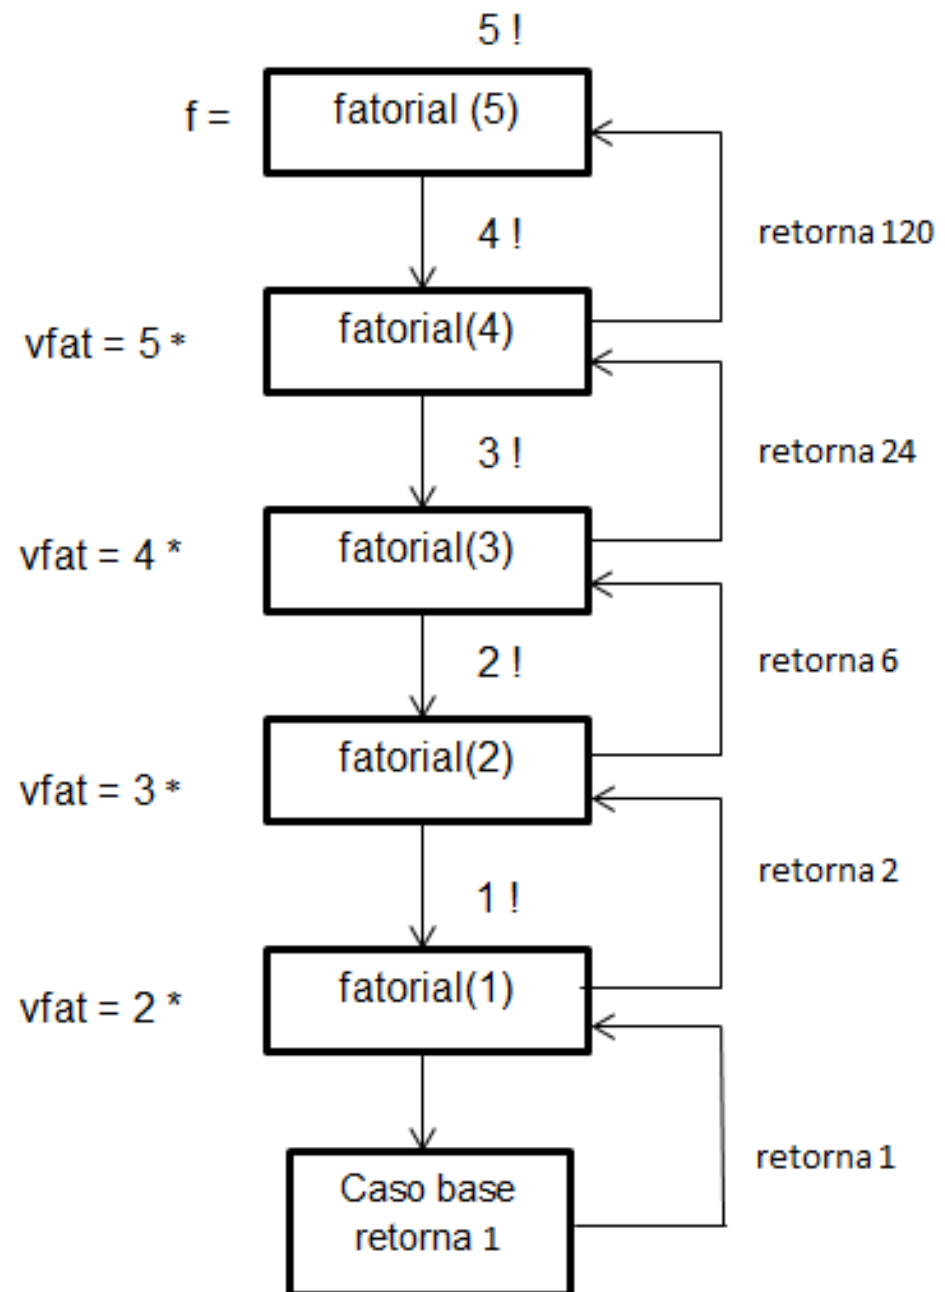 5 !
f =
fatorial (5)
retorna 120
4 !
vfat = 5 *
fatorial(4)
retorna 24
3 !
vfat = 4 *
fatorial(3)
retorna 6
2 !
vfat = 3 *
fatorial(2)
retorna 2
1 !
vfat = 2 *
fatorial(1)
retorna 1
Caso base
retorna 1